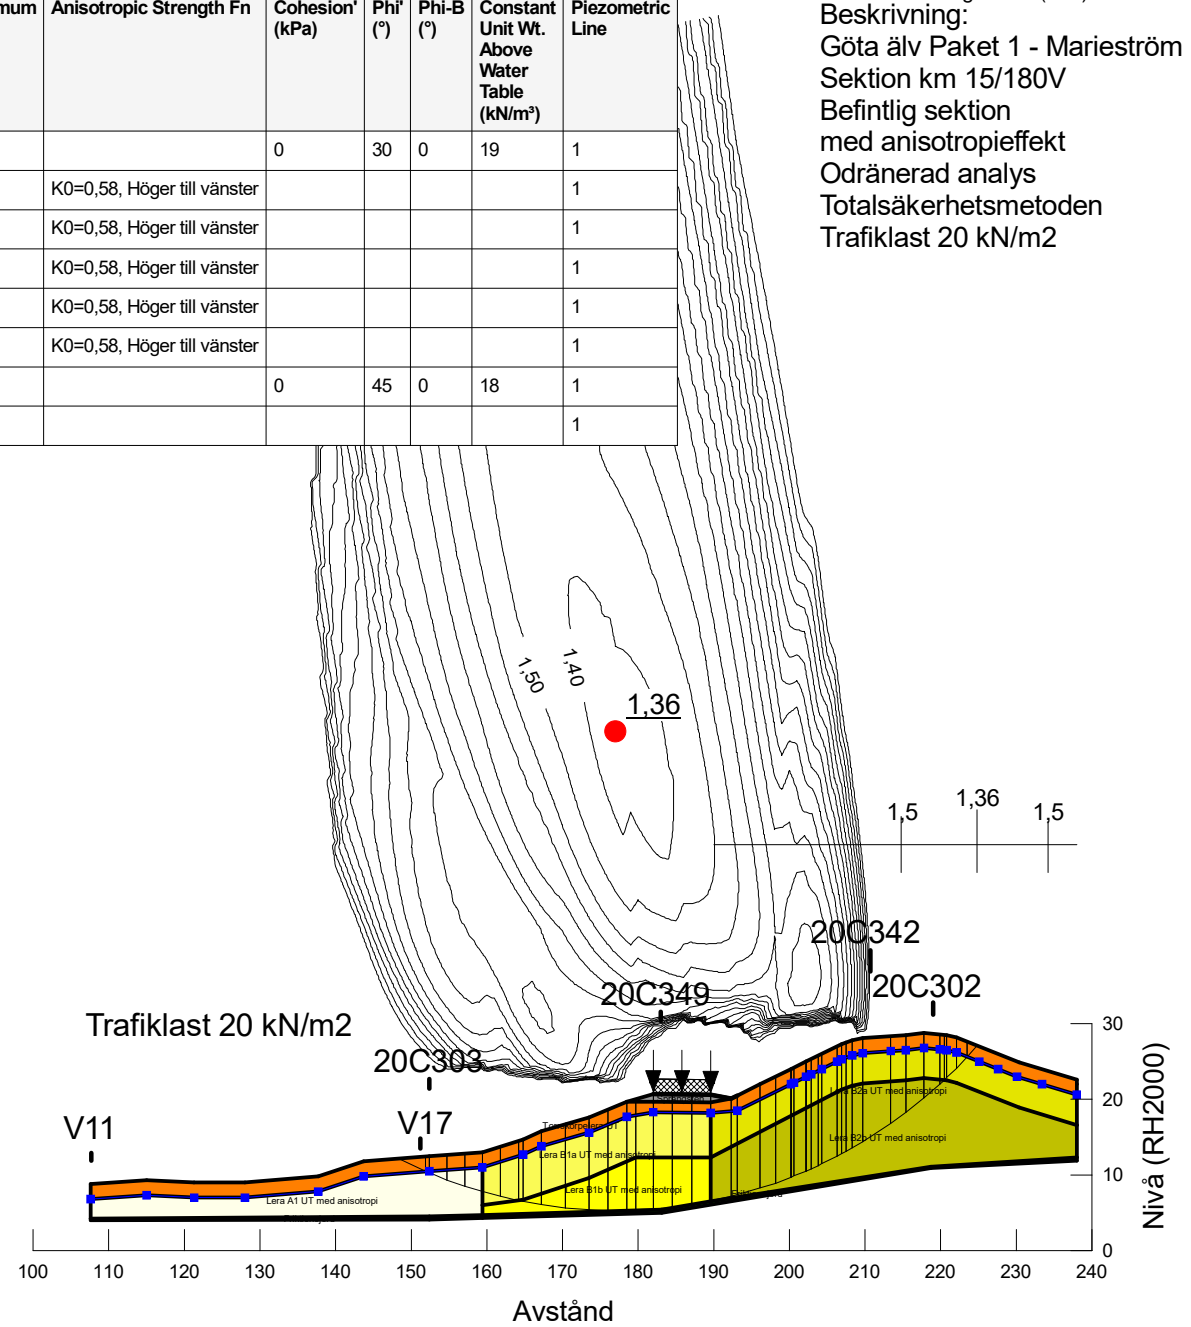 mum Anisotropic Strength Fn Cohesion' (kPa) Phi' (°) Phi-B (°) Constant Unit Wt. Above Water Table (kN/m³) Piezometric Line
0 30 0 19 1
K0=0,58, Höger till vänster 1
K0=0,58, Höger till vänster 1
K0=0,58, Höger till vänster 1
K0=0,58, Höger till vänster 1
K0=0,58, Höger till vänster 1
0 45 0 18 1
1
Beskrivning:
Göta älv Paket 1 - Marieström
Sektion km 15/180V
Befintlig sektion
med anisotropieffekt
Odränerad analys
Totalsäkerhetsmetoden
Trafiklast 20 kN/m2
1,50
1,40
1,36
1,5
1,36
1,5
20C342
20C302
20C349
Trafiklast 20 kN/m2
20C303
V17
V11
Lera B2a UT med anisotropi
Lera B2b UT med anisotropi
Lera B1a UT med anisotropi
Lera B1b UT med anisotropi
Lera A1 UT med anisotropi
30
20
10
0
Nivå (RH2000)
100 110 120 130 140 150 160 170 180 190 200 210 220 230 240
Avstånd